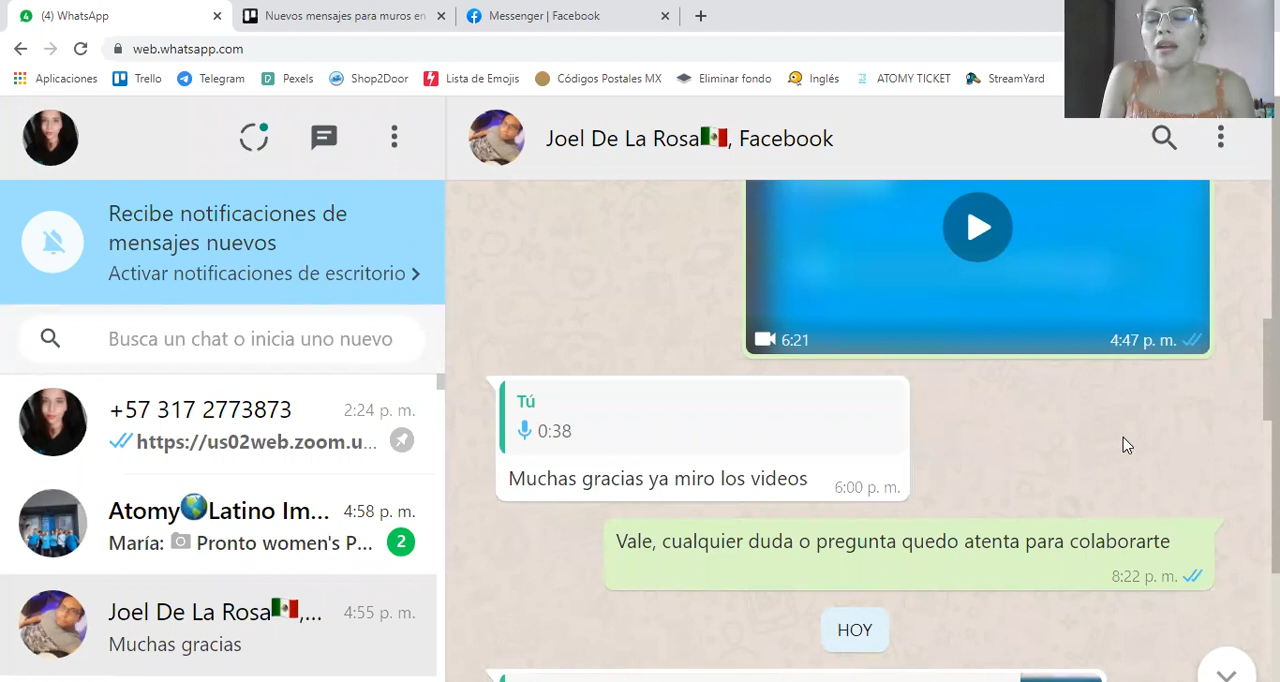 (4) WhatsApp
Nuevos mensajes para muros en
Messenger | Facebook
web.whatsapp.com
Aplicaciones
Trello
Telegram
Pexels
Shop2Door
Lista de Emojis
Códigos Postales MX
Eliminar fondo
Inglés
ATOMY TICKET
StreamYard
Joel De La Rosa🇲🇽, Facebook
Recibe notificaciones de
mensajes nuevos
Activar notificaciones de escritorio >
Busca un chat o inicia uno nuevo
+57 317 2773873 2:24 p. m.
https://us02web.zoom.u...
Atomy🌎Latino Im... 4:58 p. m.
María: 📷 Pronto women's P... 2
Joel De La Rosa🇲🇽,... 4:55 p. m.
Muchas gracias
6:21 4:47 p. m.
Tú
0:38
Muchas gracias ya miro los videos 6:00 p. m.
Vale, cualquier duda o pregunta quedo atenta para colaborarte
8:22 p. m.
HOY